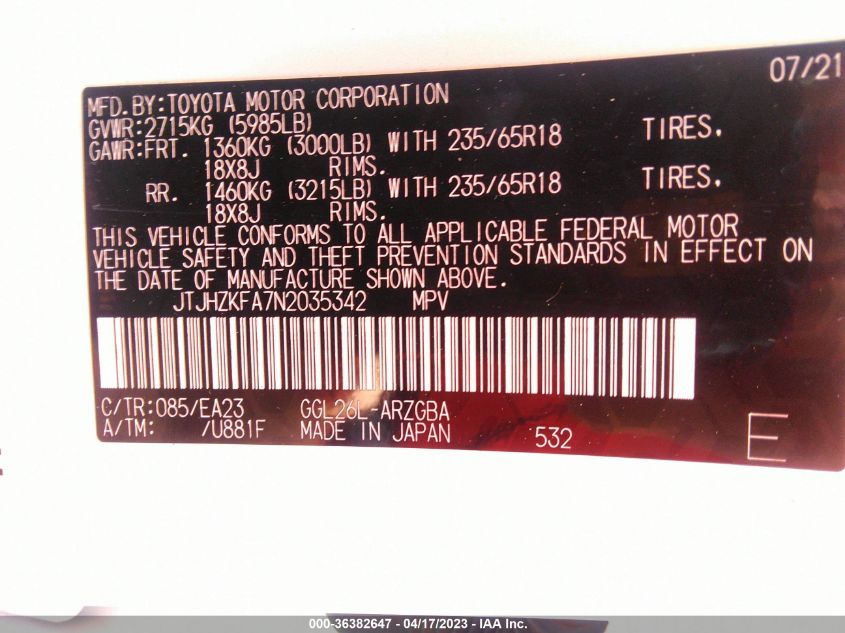 07/21
MFD.BY:TOYOTA MOTOR CORPORATION
GVWR:2715KG (5985LB)
GAWR:FRT. 1360KG (3000LB) WITH 235/65R18 TIRES,
18X8J RIMS.
RR. 1460KG (3215LB) WITH 235/65R18 TIRES,
18X8J RIMS.
THIS VEHICLE CONFORMS TO ALL APPLICABLE FEDERAL MOTOR
VEHICLE SAFETY AND THEFT PREVENTION STANDARDS IN EFFECT ON
THE DATE OF MANUFACTURE SHOWN ABOVE.
JTJHZKFA7N2035342 MPV
C/TR:085/EA23 GGL26L-ARZGBA
A/TM: /U881F MADE IN JAPAN 532 E
000-36382647 - 04/17/2023 - IAA Inc.